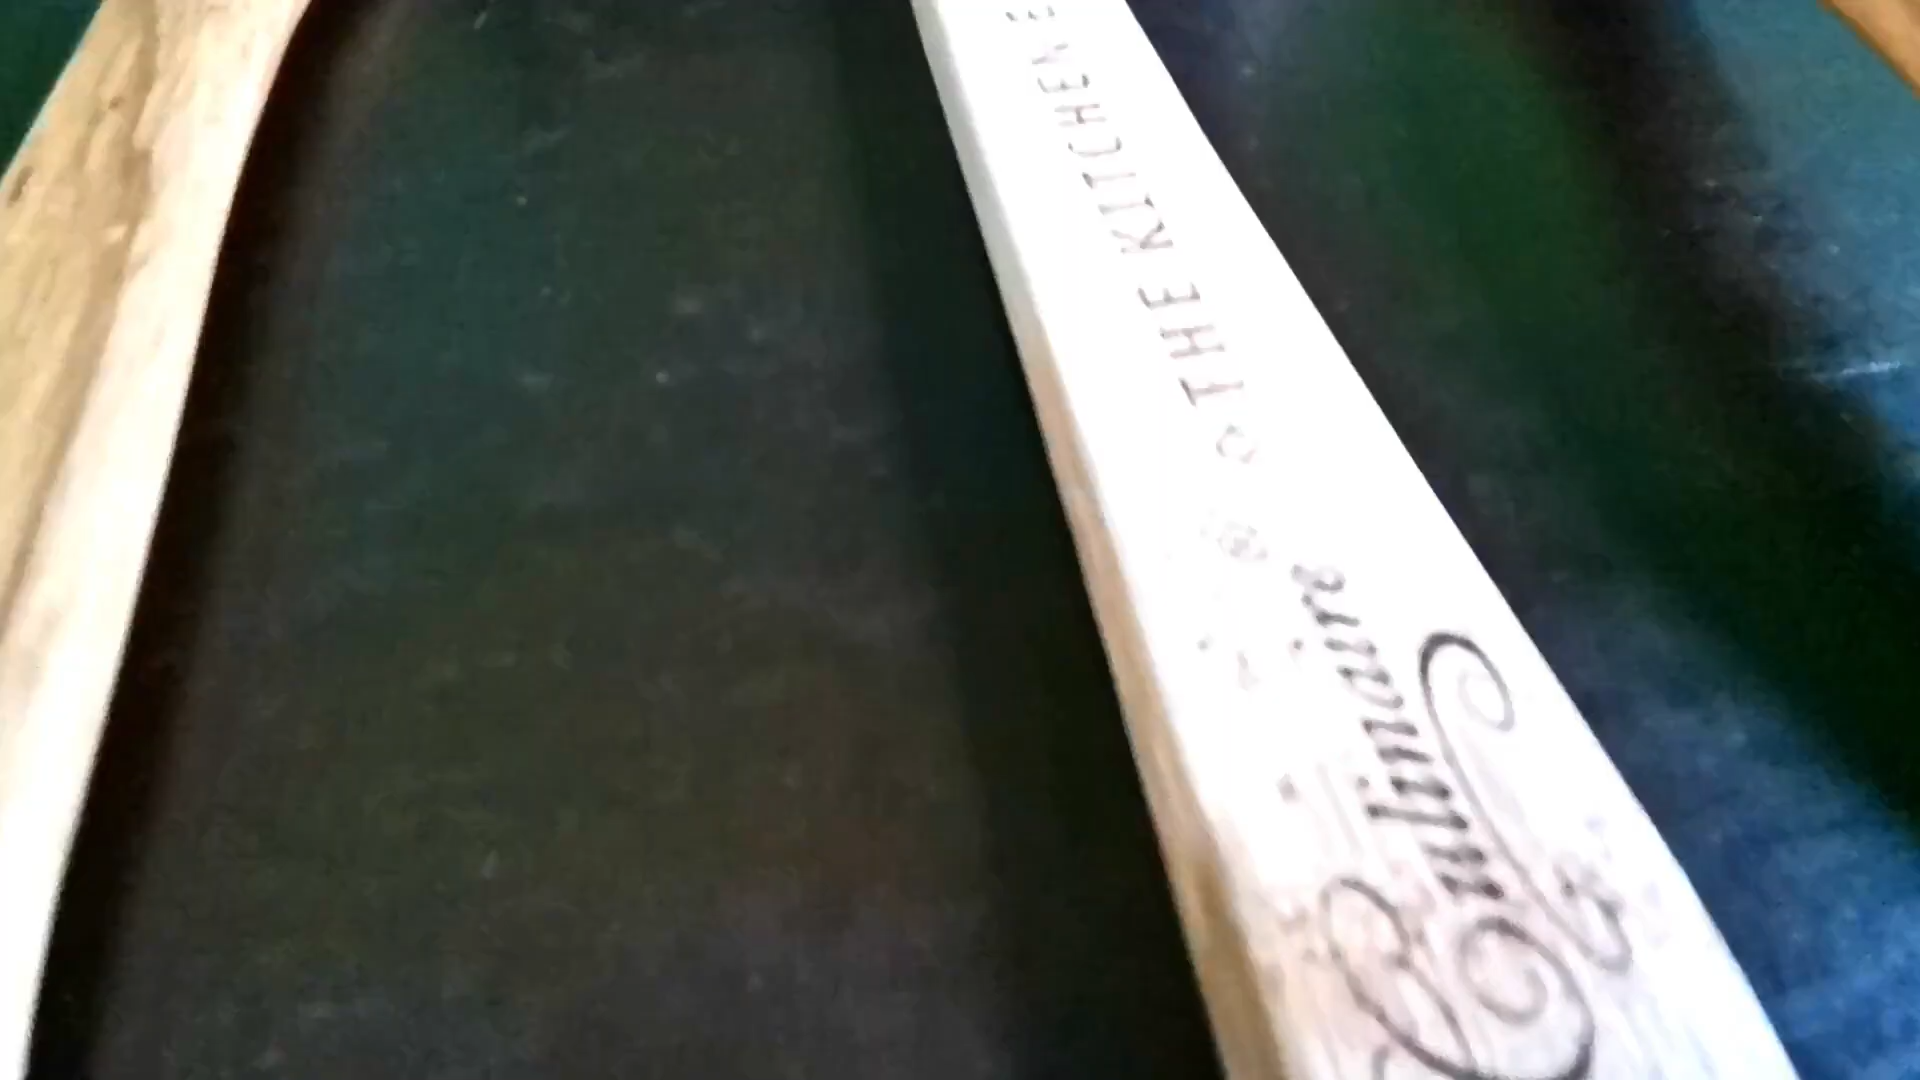 Culinaire ® ◇ THE KITCHEN